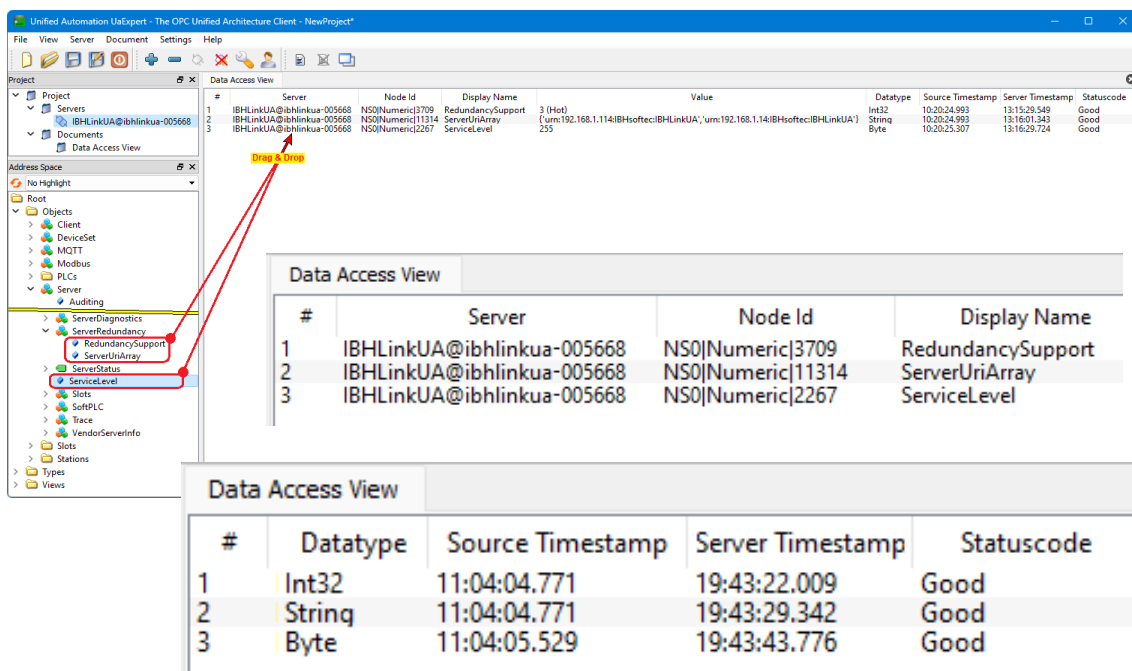 Unified Automation UaExpert - The OPC Unified Architecture Client - NewProject*
File View Server Document Settings Help
Project
Project
Servers
IBHLinkUA@ibhlinkua-005668
Documents
Data Access View
Address Space
No Highlight
Root
Objects
Client
DeviceSet
MQTT
Modbus
PLCs
Server
Auditing
ServerDiagnostics
ServerRedundancy
RedundancySupport
ServerUriArray
ServerStatus
ServiceLevel
Slots
SoftPLC
Trace
VendorServerInfo
Slots
Stations
Types
Views
Data Access View
# Server Node Id Display Name Value Datatype Source Timestamp Server Timestamp Statuscode
1 IBHLinkUA@ibhlinkua-005668 NS0|Numeric|3709 RedundancySupport 3 (Hot) Int32 10:20:24.993 13:15:29.549 Good
2 IBHLinkUA@ibhlinkua-005668 NS0|Numeric|11314 ServerUriArray {'urn:192.168.1.114:IBHsoftec:IBHLinkUA','urn:192.168.1.14:IBHsoftec:IBHLinkUA'} String 10:20:24.993 13:16:01.343 Good
3 IBHLinkUA@ibhlinkua-005668 NS0|Numeric|2267 ServiceLevel 255 Byte 10:20:25.307 13:16:29.724 Good
Drag & Drop
Data Access View
# Server Node Id Display Name
1 IBHLinkUA@ibhlinkua-005668 NS0|Numeric|3709 RedundancySupport
2 IBHLinkUA@ibhlinkua-005668 NS0|Numeric|11314 ServerUriArray
3 IBHLinkUA@ibhlinkua-005668 NS0|Numeric|2267 ServiceLevel
Data Access View
# Datatype Source Timestamp Server Timestamp Statuscode
1 Int32 11:04:04.771 19:43:22.009 Good
2 String 11:04:04.771 19:43:29.342 Good
3 Byte 11:04:05.529 19:43:43.776 Good